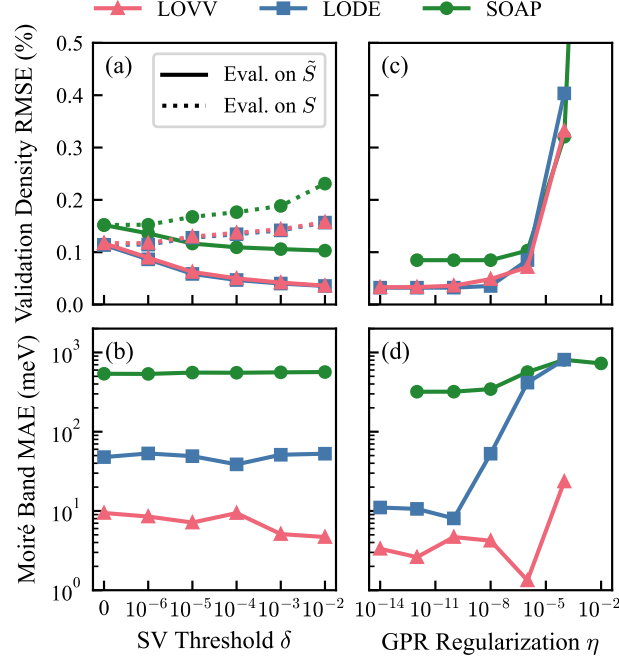 LOVV LODE SOAP
Validation Density RMSE (%)
0.5
0.4
0.3
0.2
0.1
0.0
(a)
Eval. on S̃
Eval. on S
(c)
Moiré Band MAE (meV)
10³
10²
10¹
10⁰
(b)
(d)
0 10⁻⁶ 10⁻⁵ 10⁻⁴ 10⁻³ 10⁻²
10⁻¹⁴ 10⁻¹¹ 10⁻⁸ 10⁻⁵ 10⁻²
SV Threshold δ
GPR Regularization η